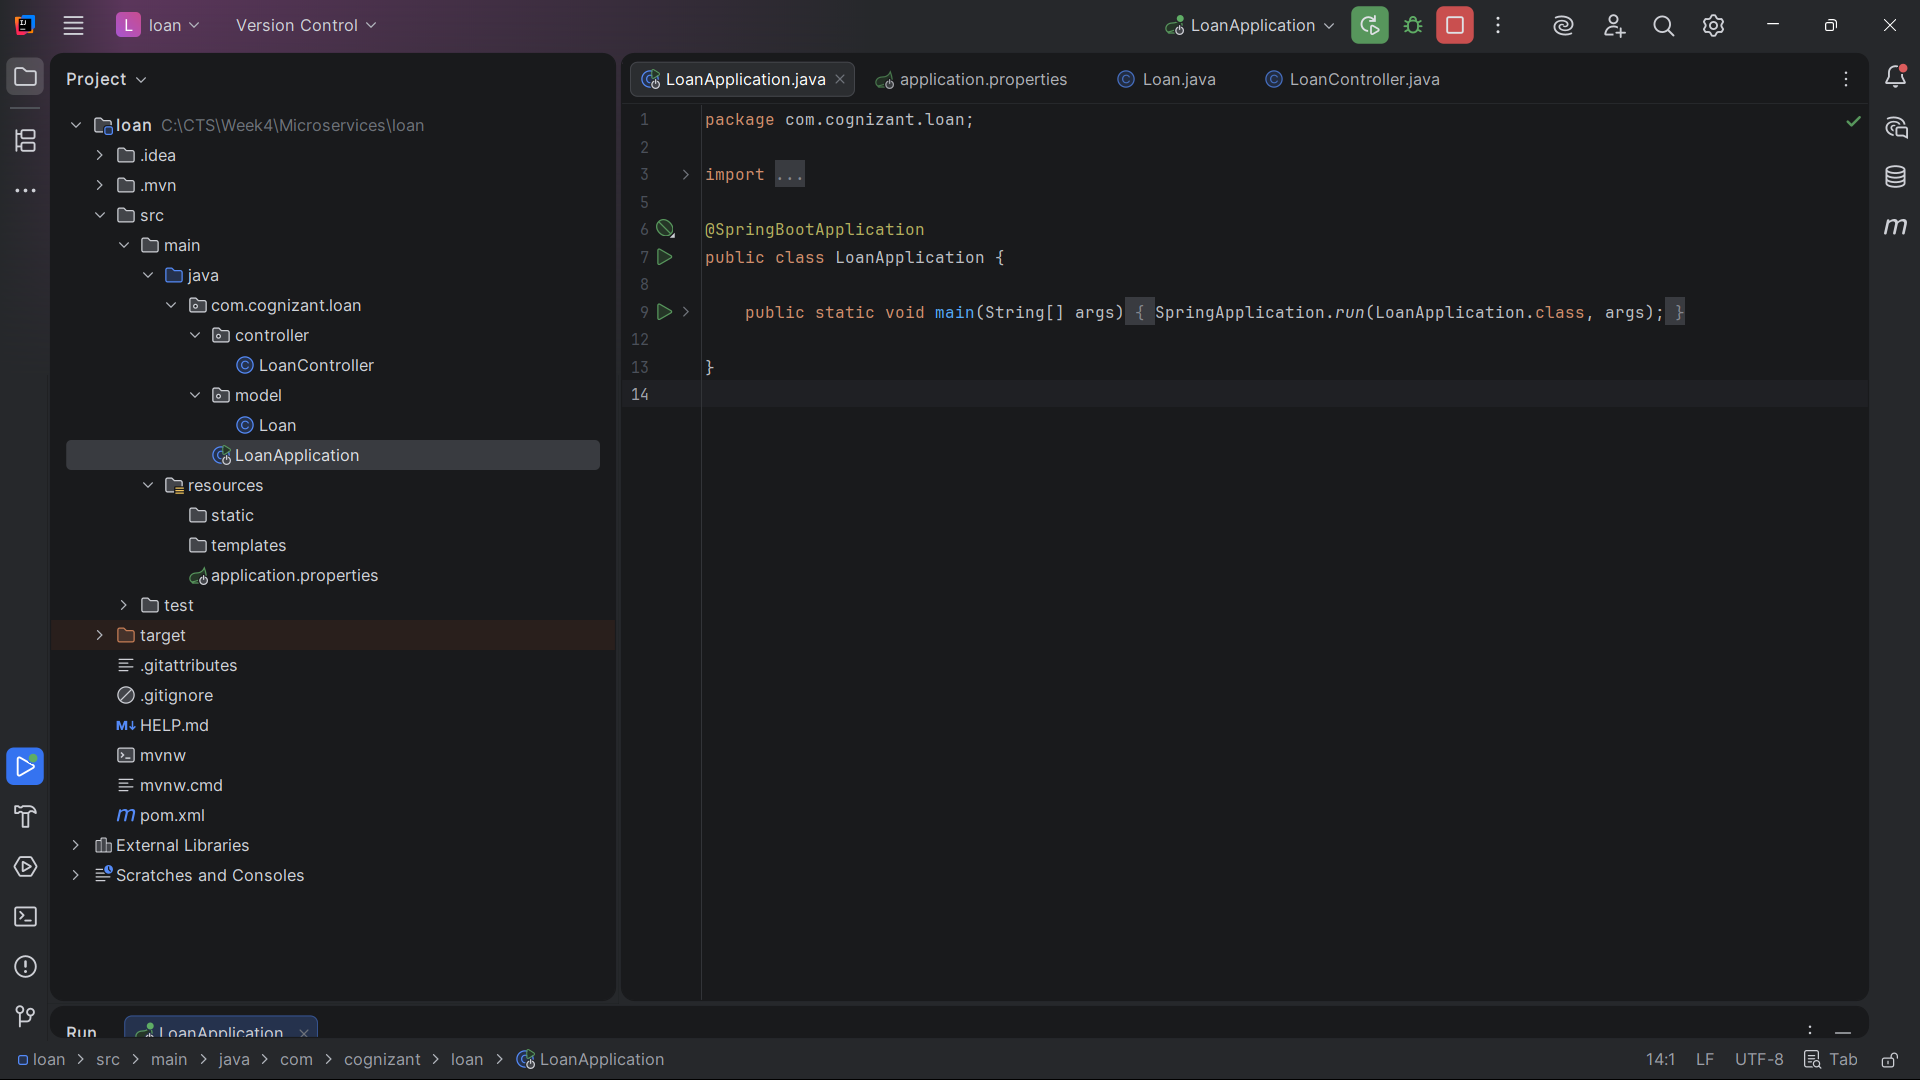 L loan Version Control LoanApplication
Project
loan C:\CTS\Week4\Microservices\loan
.idea
.mvn
src
main
java
com.cognizant.loan
controller
LoanController
model
Loan
LoanApplication
resources
static
templates
application.properties
test
target
.gitattributes
.gitignore
HELP.md
mvnw
mvnw.cmd
pom.xml
External Libraries
Scratches and Consoles
LoanApplication.java application.properties Loan.java LoanController.java
1 package com.cognizant.loan;
2
3 import ...
5
6 @SpringBootApplication
7 public class LoanApplication {
8
9 public static void main(String[] args) { SpringApplication.run(LoanApplication.class, args); }
12
13 }
14
Run LoanApplication
loan > src > main > java > com > cognizant > loan > LoanApplication 14:1 LF UTF-8 Tab